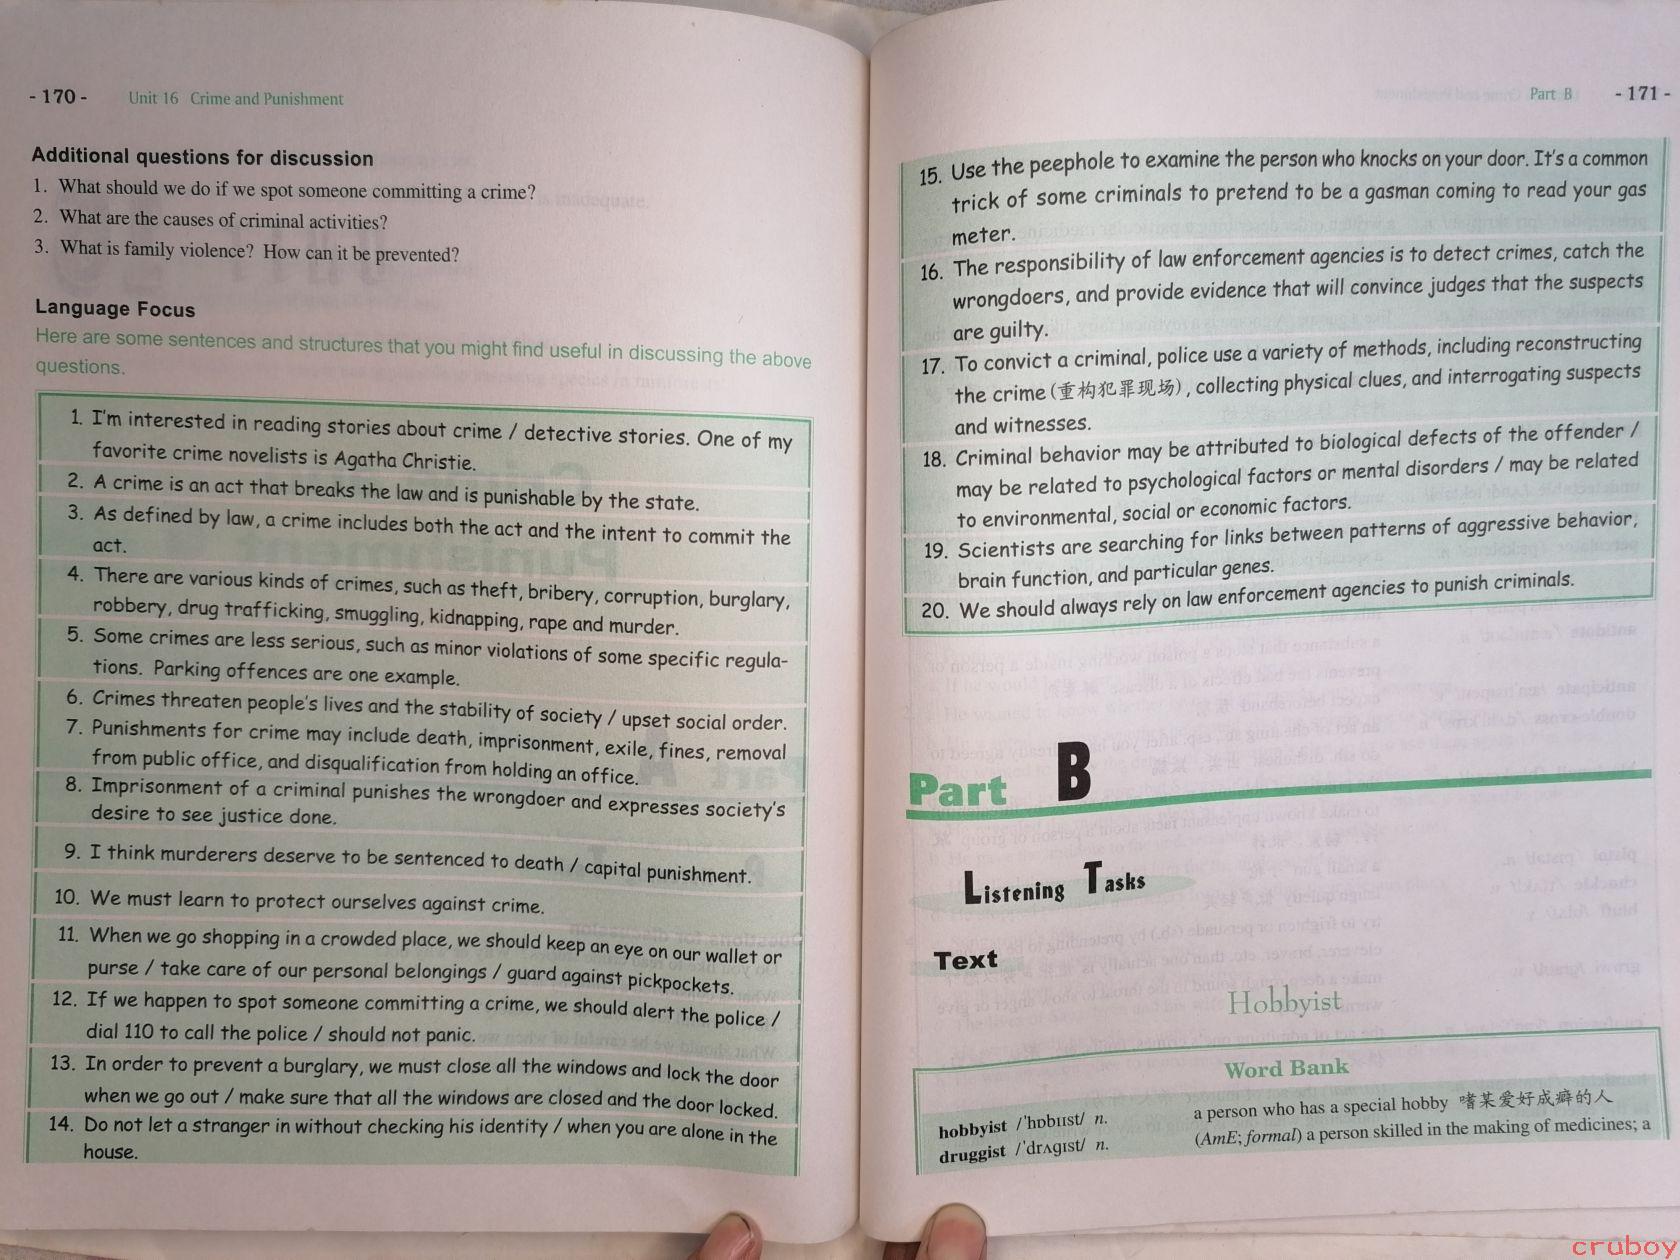 - 170 - Unit 16 Crime and Punishment
Additional questions for discussion
1. What should we do if we spot someone committing a crime?
2. What are the causes of criminal activities?
3. What is family violence? How can it be prevented?
Language Focus
Here are some sentences and structures that you might find useful in discussing the above
questions.
1. I'm interested in reading stories about crime / detective stories. One of my
favorite crime novelists is Agatha Christie.
2. A crime is an act that breaks the law and is punishable by the state.
3. As defined by law, a crime includes both the act and the intent to commit the
act.
4. There are various kinds of crimes, such as theft, bribery, corruption, burglary,
robbery, drug trafficking, smuggling, kidnapping, rape and murder.
5. Some crimes are less serious, such as minor violations of some specific regula-
tions. Parking offences are one example.
6. Crimes threaten people's lives and the stability of society / upset social order.
7. Punishments for crime may include death, imprisonment, exile, fines, removal
from public office, and disqualification from holding an office.
8. Imprisonment of a criminal punishes the wrongdoer and expresses society's
desire to see justice done.
9. I think murderers deserve to be sentenced to death / capital punishment.
10. We must learn to protect ourselves against crime.
11. When we go shopping in a crowded place, we should keep an eye on our wallet or
purse / take care of our personal belongings / guard against pickpockets.
12. If we happen to spot someone committing a crime, we should alert the police /
dial 110 to call the police / should not panic.
13. In order to prevent a burglary, we must close all the windows and lock the door
when we go out / make sure that all the windows are closed and the door locked.
14. Do not let a stranger in without checking his identity / when you are alone in the
house.
Part B - 171 -
15. Use the peephole to examine the person who knocks on your door. It's a common
trick of some criminals to pretend to be a gasman coming to read your gas
meter.
16. The responsibility of law enforcement agencies is to detect crimes, catch the
wrongdoers, and provide evidence that will convince judges that the suspects
are guilty.
17. To convict a criminal, police use a variety of methods, including reconstructing
the crime (重构犯罪现场), collecting physical clues, and interrogating suspects
and witnesses.
18. Criminal behavior may be attributed to biological defects of the offender /
may be related to psychological factors or mental disorders / may be related
to environmental, social or economic factors.
19. Scientists are searching for links between patterns of aggressive behavior,
brain function, and particular genes.
20. We should always rely on law enforcement agencies to punish criminals.
Part B
Listening Tasks
Text
Hobbyist
Word Bank
hobbyist /ˈhɒbɪɪst/ n. a person who has a special hobby 嗜某爱好成癖的人
druggist /ˈdrʌgɪst/ n. (AmE; formal) a person skilled in the making of medicines; a
cruboy